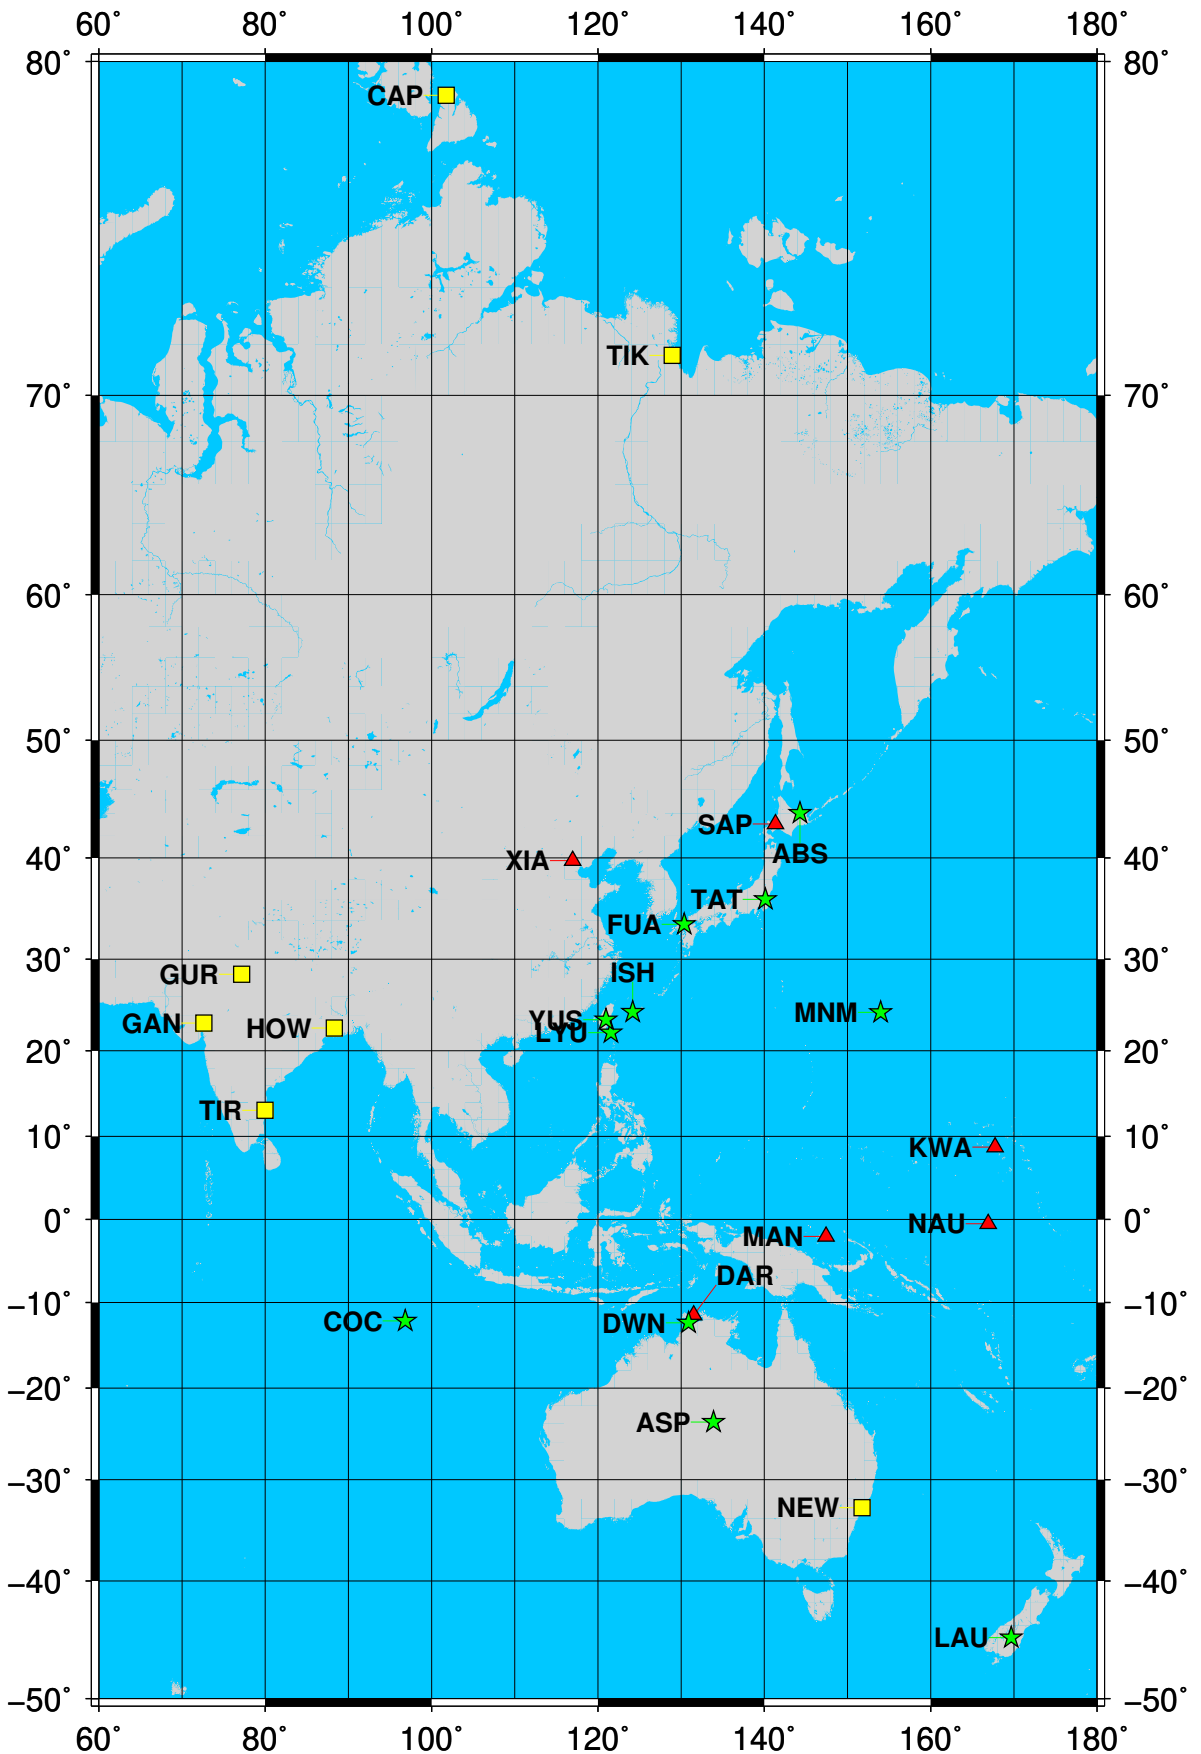 60° 80° 100° 120° 140° 160° 180°
80° 80°
CAP
TIK
70° 70°
60° 60°
50° 50°
SAP
ABS
XIA
40° 40°
TAT
FUA
30° 30°
ISH
GUR
MNM
YUS
GAN
HOW
LYU
20° 20°
TIR
10° 10°
KWA
0° 0°
NAU
MAN
DAR
−10° −10°
COC
DWN
−20° −20°
ASP
−30° −30°
NEW
−40° −40°
LAU
−50° −50°
60° 80° 100° 120° 140° 160° 180°